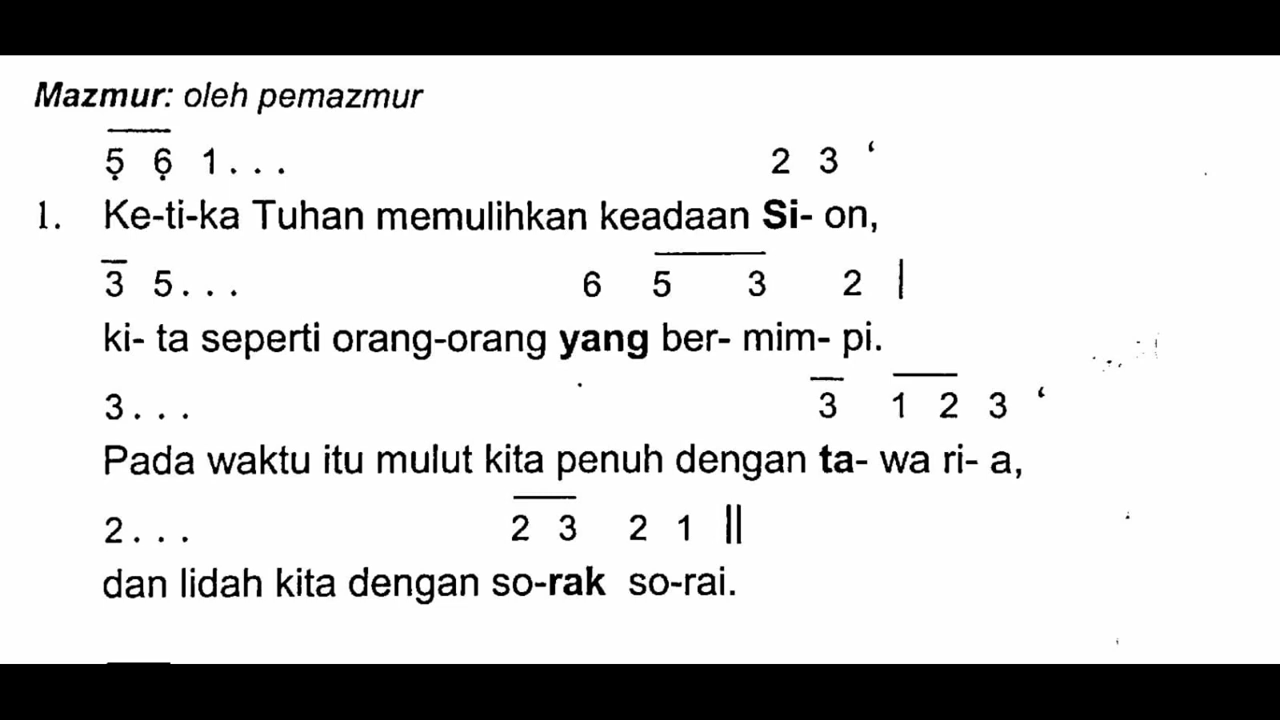 Mazmur: oleh pemazmur
5̣ 6̣ 1 . . . 2 3 ‘
1. Ke-ti-ka Tuhan memulihkan keadaan Si- on,
3 5 . . . 6 5 3 2 |
ki- ta seperti orang-orang yang ber- mim- pi.
3 . . . 3 1 2 3 ‘
Pada waktu itu mulut kita penuh dengan ta- wa ri- a,
2 . . . 2 3 2 1 ||
dan lidah kita dengan so-rak so-rai.